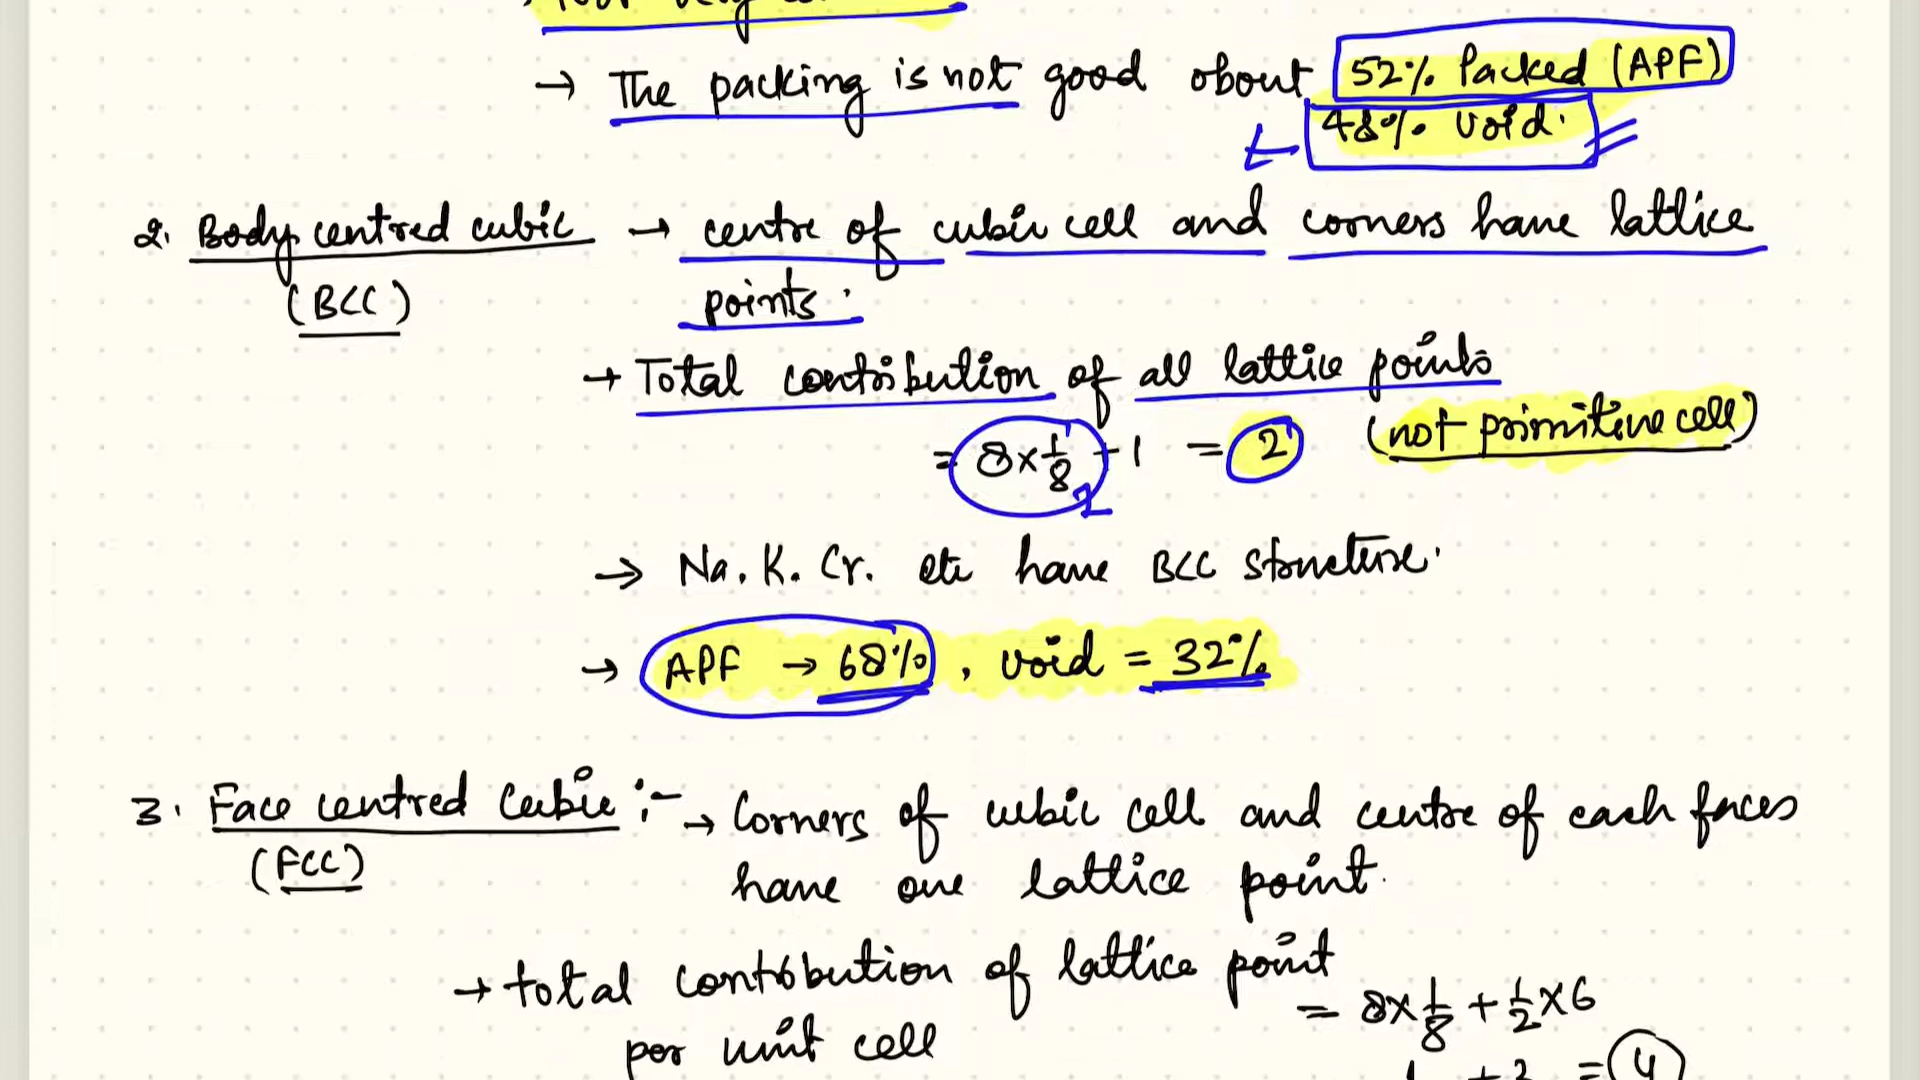 → The packing is not good about 52% Packed (APF)
48% void.
2. Body centred cubic → centre of cubic cell and corners have lattice
(BCC) points.
→ Total contribution of all lattice points
= 8×1/8 + 1 = 2 (not primitive cell)
2
→ Na. K. Cr. etc have BCC structure.
→ APF → 68%, void = 32%
3. Face centred Cubic :- → Corners of cubic cell and centre of each faces
(FCC) have one lattice point.
→ total contribution of lattice point
per unit cell = 8×1/8 + 1/2×6
1 + 3 = 4